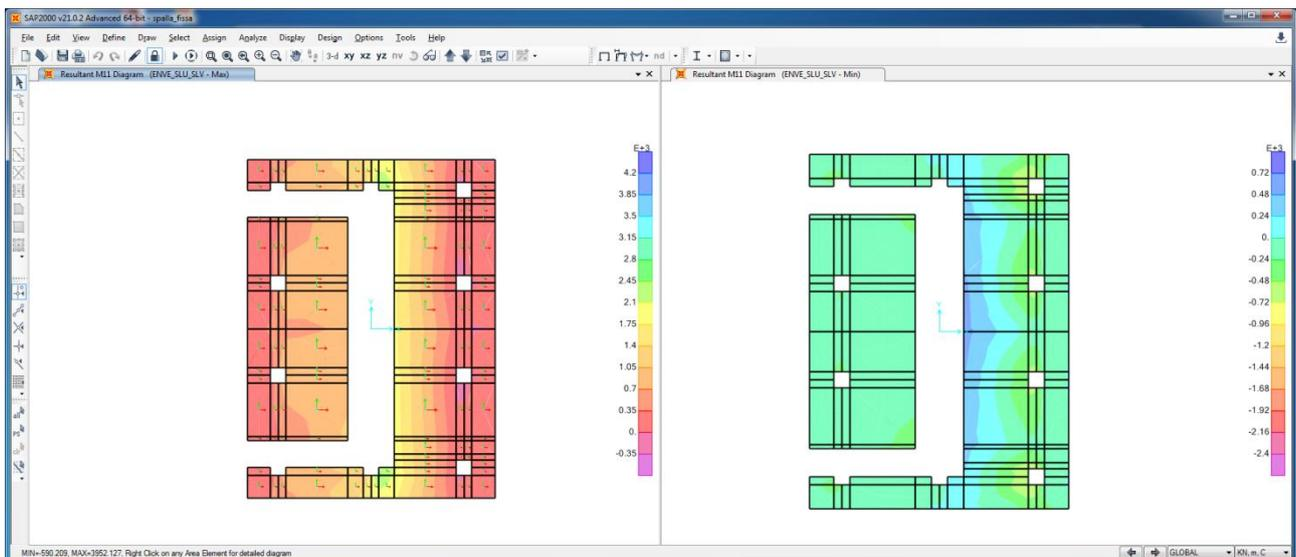 SAP2000 v21.0.2 Advanced 64-bit - spalla_fissa
File Edit View Define Draw Select Assign Analyze Display Design Options Tools Help
3-d xy xz yz nv
nd
Resultant M11 Diagram (ENVE_SLU_SLV - Max)
Resultant M11 Diagram (ENVE_SLU_SLV - Min)
E+3
4.2
3.85
3.5
3.15
2.8
2.45
2.1
1.75
1.4
1.05
0.7
0.35
0.
-0.35
E+3
0.72
0.48
0.24
0.
-0.24
-0.48
-0.72
-0.96
-1.2
-1.44
-1.68
-1.92
-2.16
-2.4
Y
Y
all
PS
clr
MIN=-590.209, MAX=3952.127, Right Click on any Area Element for detailed diagram
GLOBAL
KN, m, C